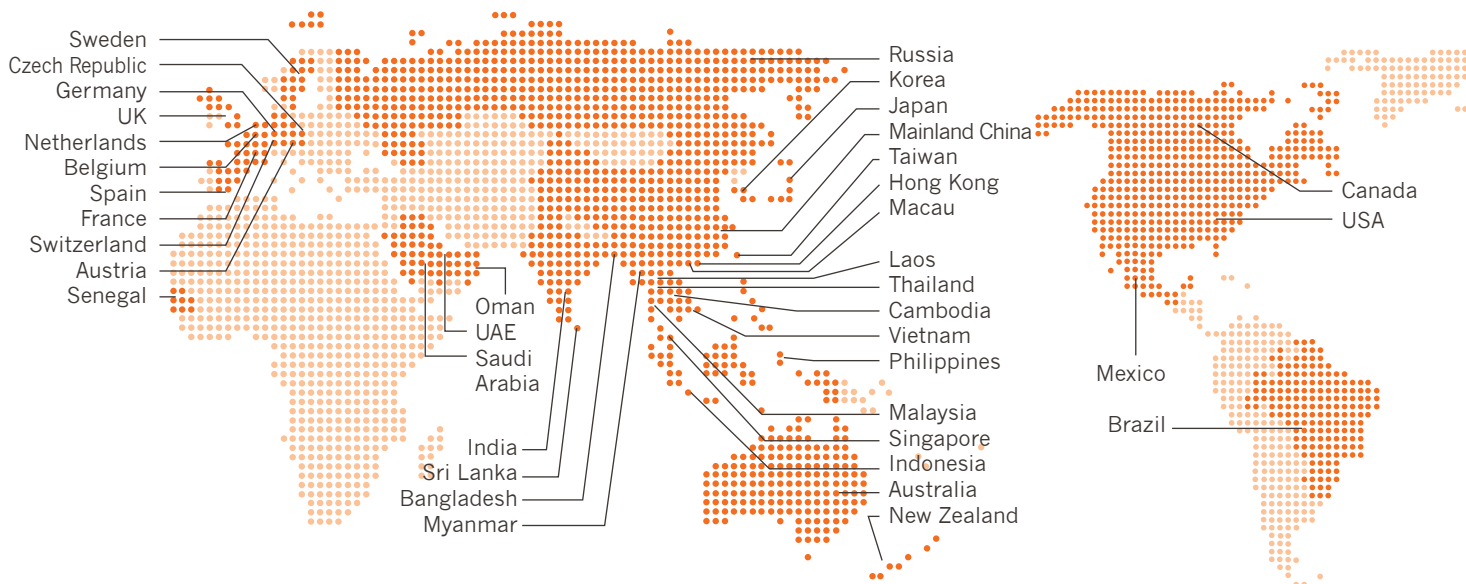 Sweden
Czech Republic
Germany
UK
Netherlands
Belgium
Spain
France
Switzerland
Austria
Senegal
Oman
UAE
Saudi
Arabia
India
Sri Lanka
Bangladesh
Myanmar
Russia
Korea
Japan
Mainland China
Taiwan
Hong Kong
Macau
Laos
Thailand
Cambodia
Vietnam
Philippines
Malaysia
Singapore
Indonesia
Australia
New Zealand
Canada
USA
Mexico
Brazil